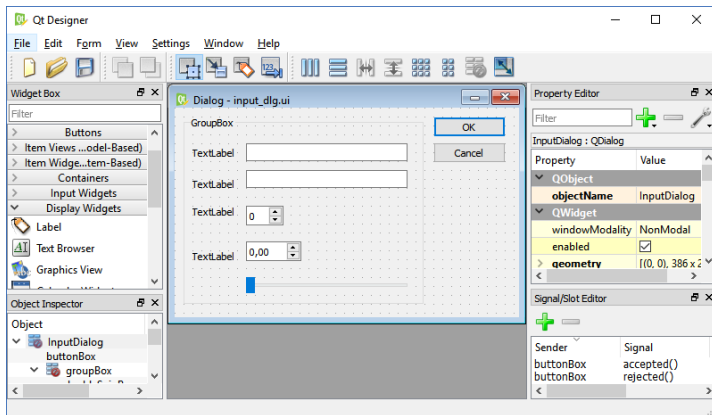 Qt Designer
File Edit Form View Settings Window Help
123
Widget Box
Filter
Buttons
Item Views ...odel-Based)
Item Widge...tem-Based)
Containers
Input Widgets
Display Widgets
Label
AI Text Browser
Graphics View
Object Inspector
Object
InputDialog
buttonBox
groupBox
Dialog - input_dlg.ui
GroupBox
TextLabel
TextLabel
TextLabel 0
TextLabel 0,00
OK
Cancel
Property Editor
Filter
InputDialog : QDialog
Property Value
QObject
objectName InputDialog
QWidget
windowModality NonModal
enabled
geometry [(0, 0), 386 x 2
Signal/Slot Editor
Sender Signal
buttonBox accepted()
buttonBox rejected()